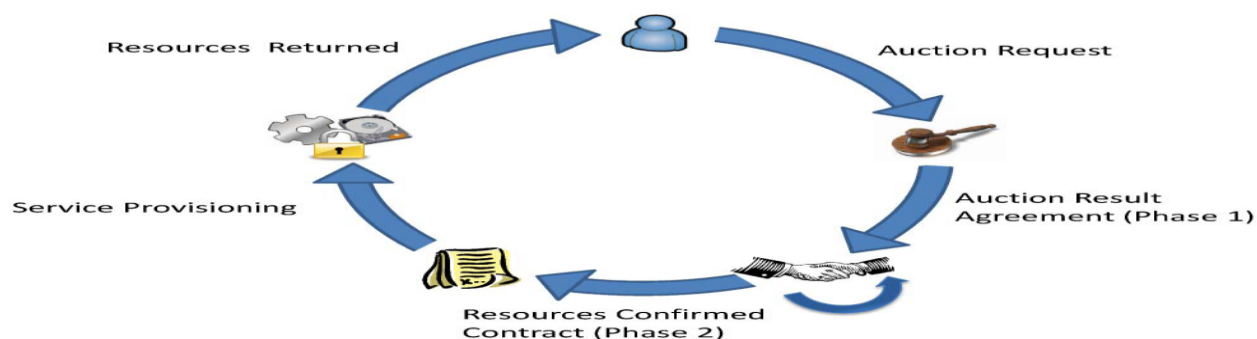 Resources Returned
Auction Request
Service Provisioning
Auction Result
Agreement (Phase 1)
Resources Confirmed
Contract (Phase 2)